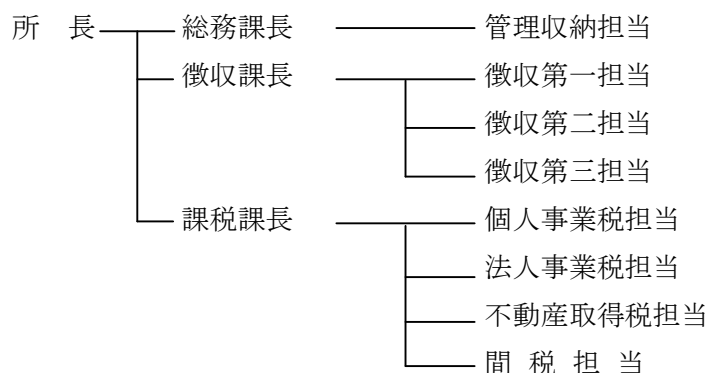 所　長 総務課長 管理収納担当
徴収課長 徴収第一担当
徴収第二担当
徴収第三担当
課税課長 個人事業税担当
法人事業税担当
不動産取得税担当
間 税 担 当